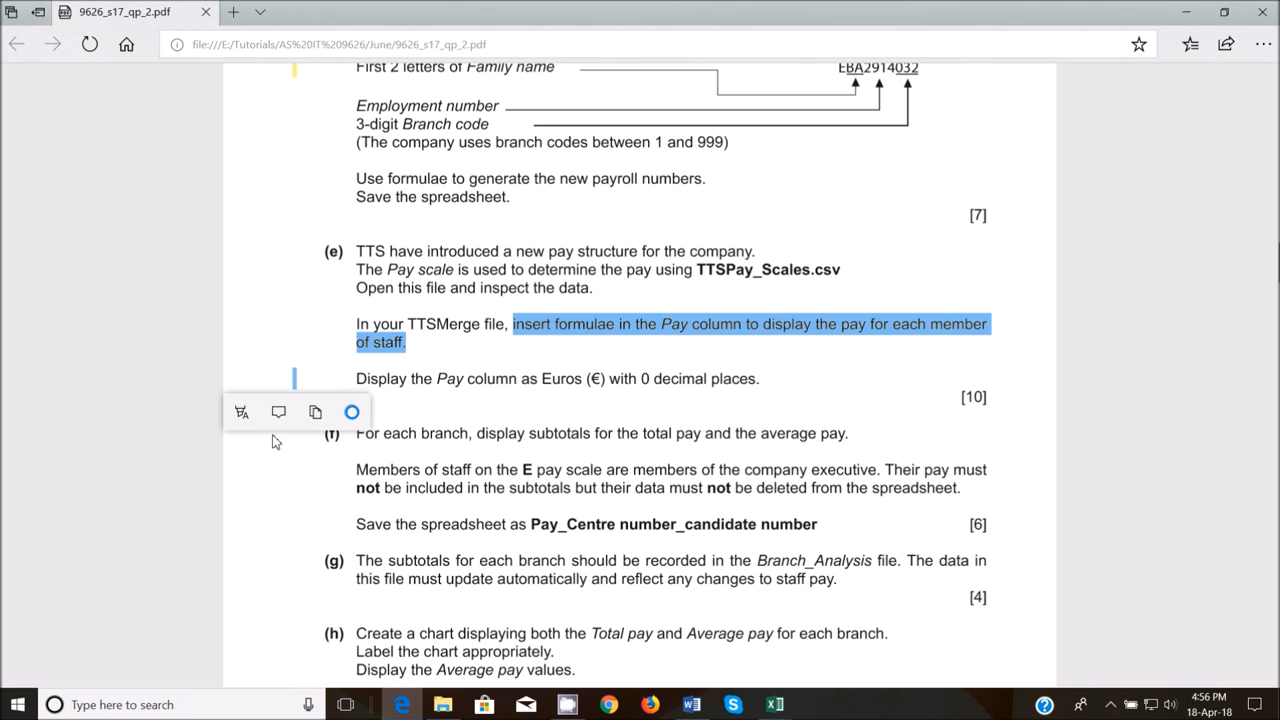 9626_s17_qp_2.pdf
file:///E:/Tutorials/AS%20IT%209626/June/9626_s17_qp_2.pdf
First 2 letters of Family name EBA2914032
Employment number
3-digit Branch code
(The company uses branch codes between 1 and 999)
Use formulae to generate the new payroll numbers.
Save the spreadsheet.
[7]
(e) TTS have introduced a new pay structure for the company.
The Pay scale is used to determine the pay using TTSPay_Scales.csv
Open this file and inspect the data.
In your TTSMerge file, insert formulae in the Pay column to display the pay for each member
of staff.
Display the Pay column as Euros (€) with 0 decimal places.
[10]
(f) For each branch, display subtotals for the total pay and the average pay.
Members of staff on the E pay scale are members of the company executive. Their pay must
not be included in the subtotals but their data must not be deleted from the spreadsheet.
Save the spreadsheet as Pay_Centre number_candidate number [6]
(g) The subtotals for each branch should be recorded in the Branch_Analysis file. The data in
this file must update automatically and reflect any changes to staff pay.
[4]
(h) Create a chart displaying both the Total pay and Average pay for each branch.
Label the chart appropriately.
Display the Average pay values.
Type here to search
4:56 PM
18-Apr-18